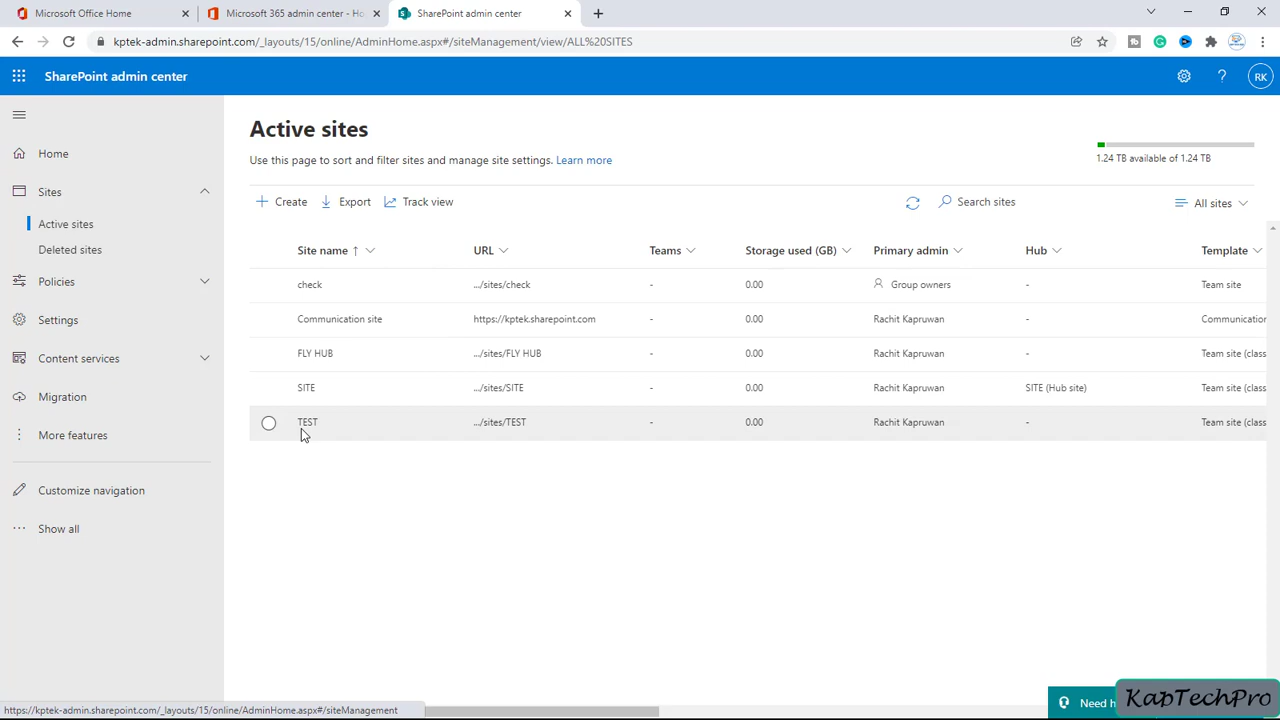 Microsoft Office Home
Microsoft 365 admin center - Ho
SharePoint admin center
kptek-admin.sharepoint.com/_layouts/15/online/AdminHome.aspx#/siteManagement/view/ALL%20SITES
SharePoint admin center
RK
Home
Sites
Active sites
Deleted sites
Policies
Settings
Content services
Migration
More features
Customize navigation
Show all
Active sites
Use this page to sort and filter sites and manage site settings. Learn more
1.24 TB available of 1.24 TB
Create Export Track view Search sites All sites
Site name ↑ URL Teams Storage used (GB) Primary admin Hub Template
check .../sites/check - 0.00 Group owners - Team site
Communication site https://kptek.sharepoint.com - 0.00 Rachit Kapruwan - Communication
FLY HUB .../sites/FLY HUB - 0.00 Rachit Kapruwan - Team site (class
SITE .../sites/SITE - 0.00 Rachit Kapruwan SITE (Hub site) Team site (class
TEST .../sites/TEST - 0.00 Rachit Kapruwan - Team site (class
https://kptek-admin.sharepoint.com/_layouts/15/online/AdminHome.aspx#/siteManagement
Need h
KapTechPro